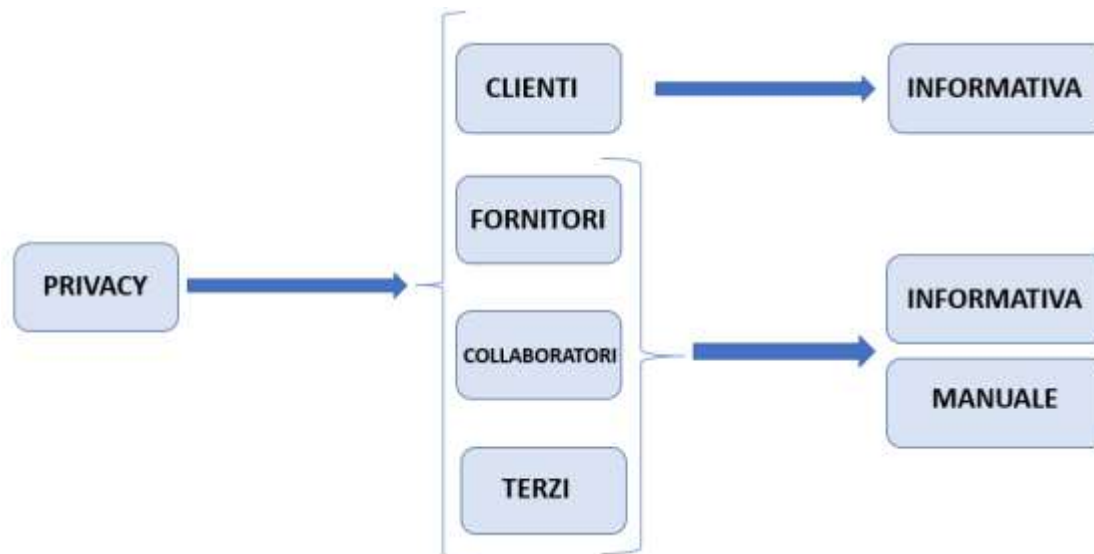 PRIVACY
CLIENTI
FORNITORI
COLLABORATORI
TERZI
INFORMATIVA
INFORMATIVA
MANUALE